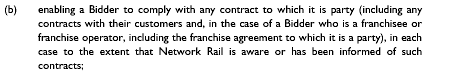 (b) enabling a Bidder to comply with any contract to which it is party (including any
contracts with their customers and, in the case of a Bidder who is a franchisee or
franchise operator, including the franchise agreement to which it is a party), in each
case to the extent that Network Rail is aware or has been informed of such
contracts;